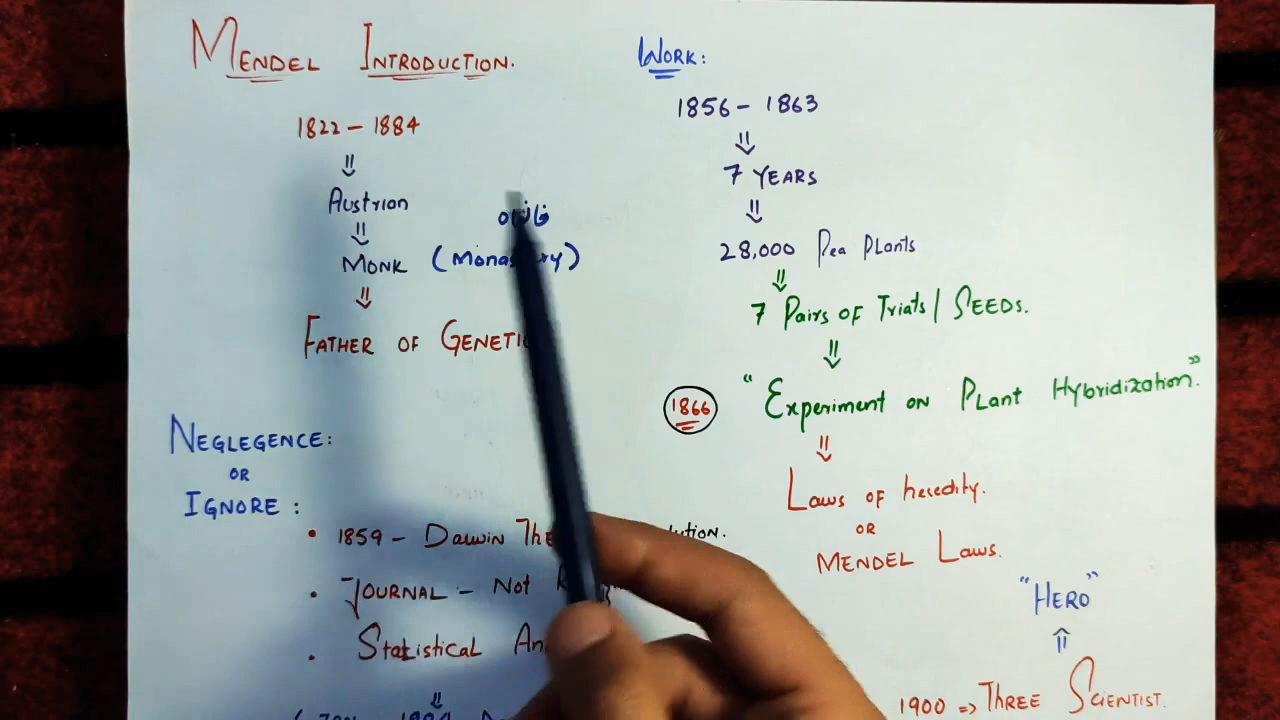 MENDEL INTRODUCTION.
1822 - 1884
⇓
Austrian
⇓
MONK (
⇓
FATHER OF
NEGLEGENCE:
OR
IGNORE:
• 1859 - Darwin
• JOURNAL - Not
• Statistical
⇓
WORK:
1856 - 1863
⇓
7 YEARS
⇓
28,000 Pea Plants
⇓
7 Pairs of Triats / SEEDS.
⇓
1866 "Experiment on Plant Hybridization."
⇓
Laws of heredity.
OR
MENDEL Laws.
"HERO"
⇑
1900 => THREE SCIENTIST.